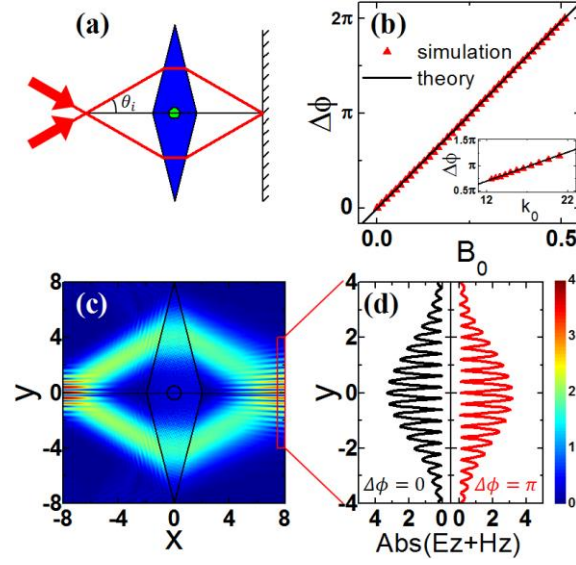 (a)
θi
(b)
2π
π
0
Δϕ
simulation
theory
1.5π
π
0.5π
Δϕ
12
22
k0
0.0
0.5
B0
(c)
8
4
0
-4
-8
y
-8 -4 0 4 8
x
(d)
4
2
0
-2
-4
y
Δϕ = 0
Δϕ = π
4 2 0 0 2 4
Abs(Ez+Hz)
4
3
2
1
0